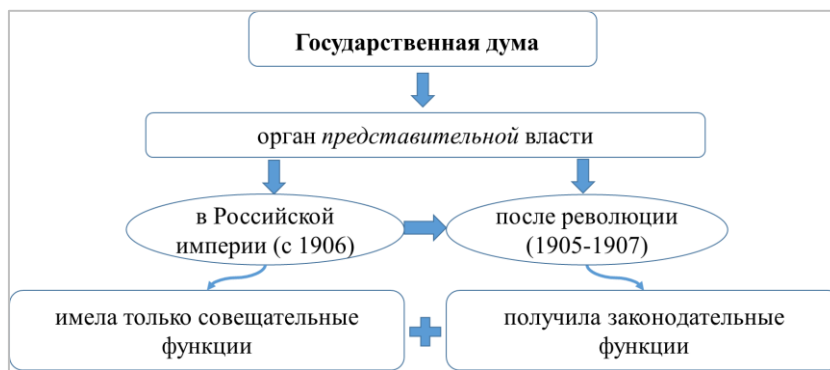 Государственная дума
орган представительной власти
в Российской
империи (с 1906)
после революции
(1905-1907)
имела только совещательные
функции
получила законодательные
функции